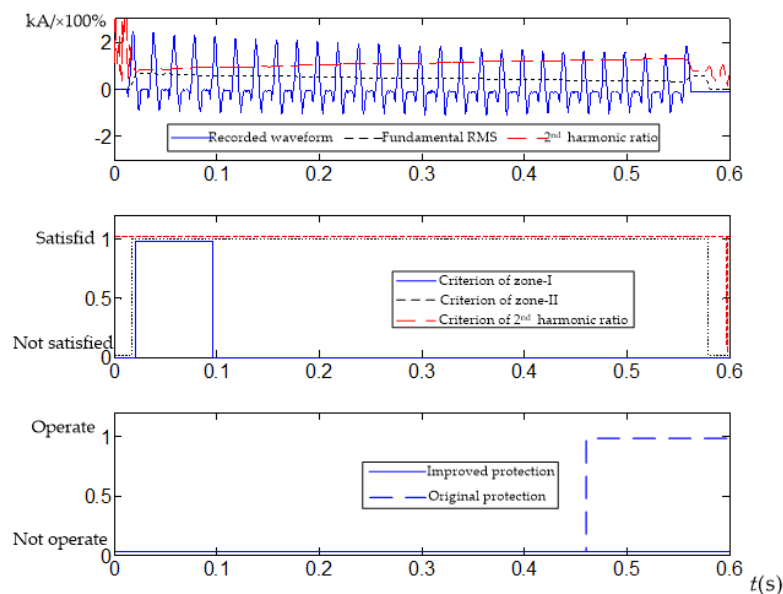 kA/×100%
2
0
-2
Recorded waveform Fundamental RMS 2nd harmonic ratio
0 0.1 0.2 0.3 0.4 0.5 0.6
Satisfid 1
0.5
Not satisfied 0
Criterion of zone-I
Criterion of zone-II
Criterion of 2nd harmonic ratio
0 0.1 0.2 0.3 0.4 0.5 0.6
Operate 1
0.5
Not operate 0
Improved protection
Original protection
0 0.1 0.2 0.3 0.4 0.5 0.6
t(s)